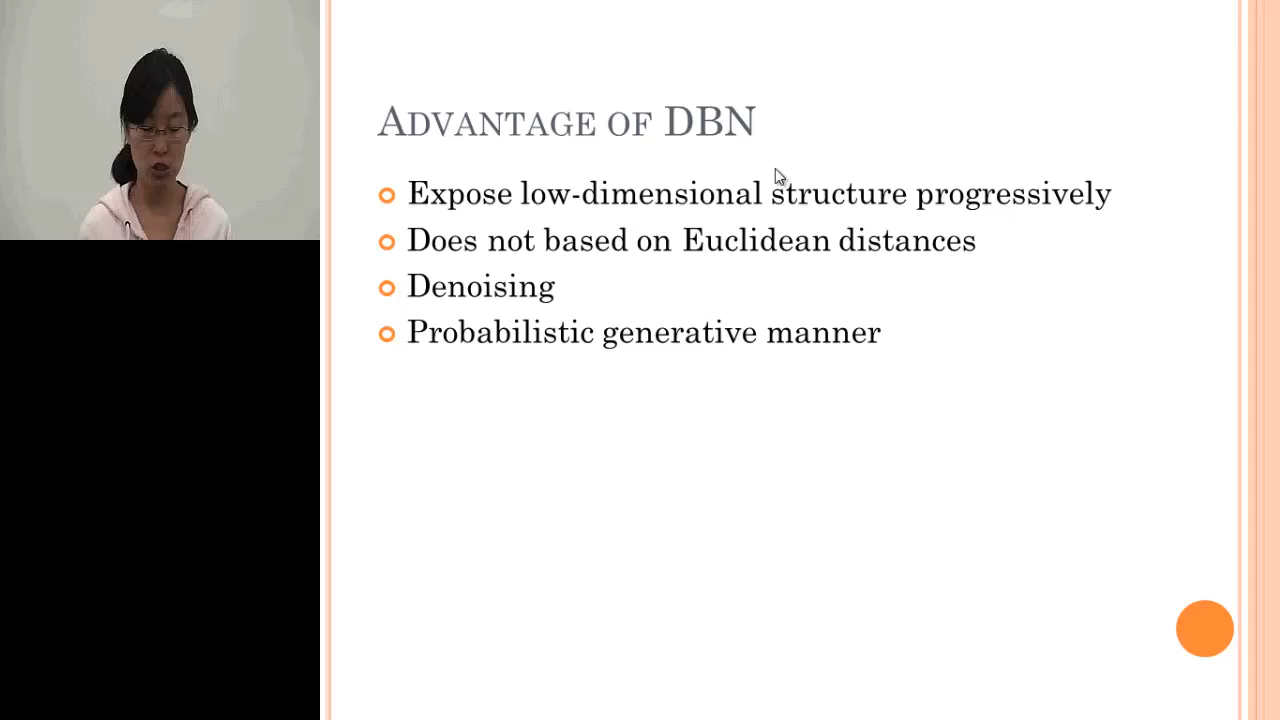 Advantage of DBN
Expose low-dimensional structure progressively
Does not based on Euclidean distances
Denoising
Probabilistic generative manner